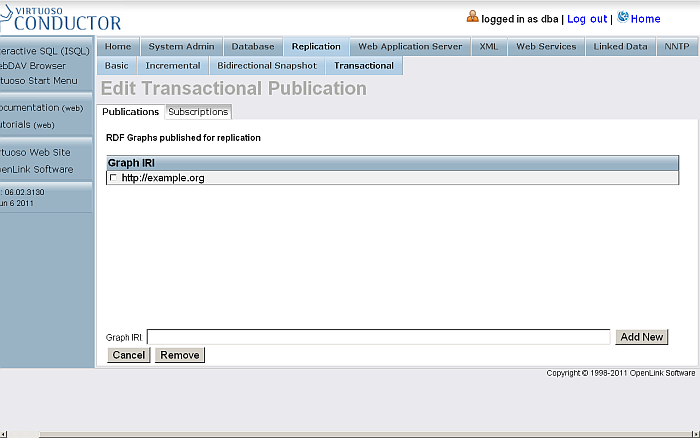 VIRTUOSO
CONDUCTOR
logged in as dba | Log out | Home
teractive SQL (ISQL)
ebDAV Browser
rtuoso Start Menu
ocumentation (web)
utorials (web)
rtuoso Web Site
penLink Software
: 06.02.3130
un 6 2011
Home System Admin Database Replication Web Application Server XML Web Services Linked Data NNTP
Basic Incremental Bidirectional Snapshot Transactional
Edit Transactional Publication
Publications Subscriptions
RDF Graphs published for replication
Graph IRI
http://example.org
Graph IRI: Add New
Cancel Remove
Copyright © 1998-2011 OpenLink Software